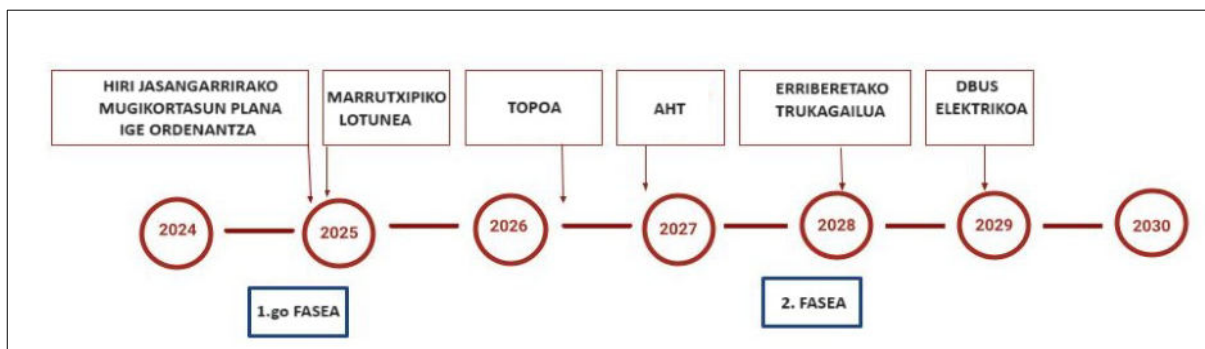 HIRI JASANGARRIRAKO
MUGIKORTASUN PLANA
IGE ORDENANTZA
MARRUTXIPIKO
LOTUNEA
TOPOA
AHT
ERRIBERETAKO
TRUKAGAILUA
DBUS
ELEKTRIKOA
2024
2025
2026
2027
2028
2029
2030
1.go FASEA
2. FASEA